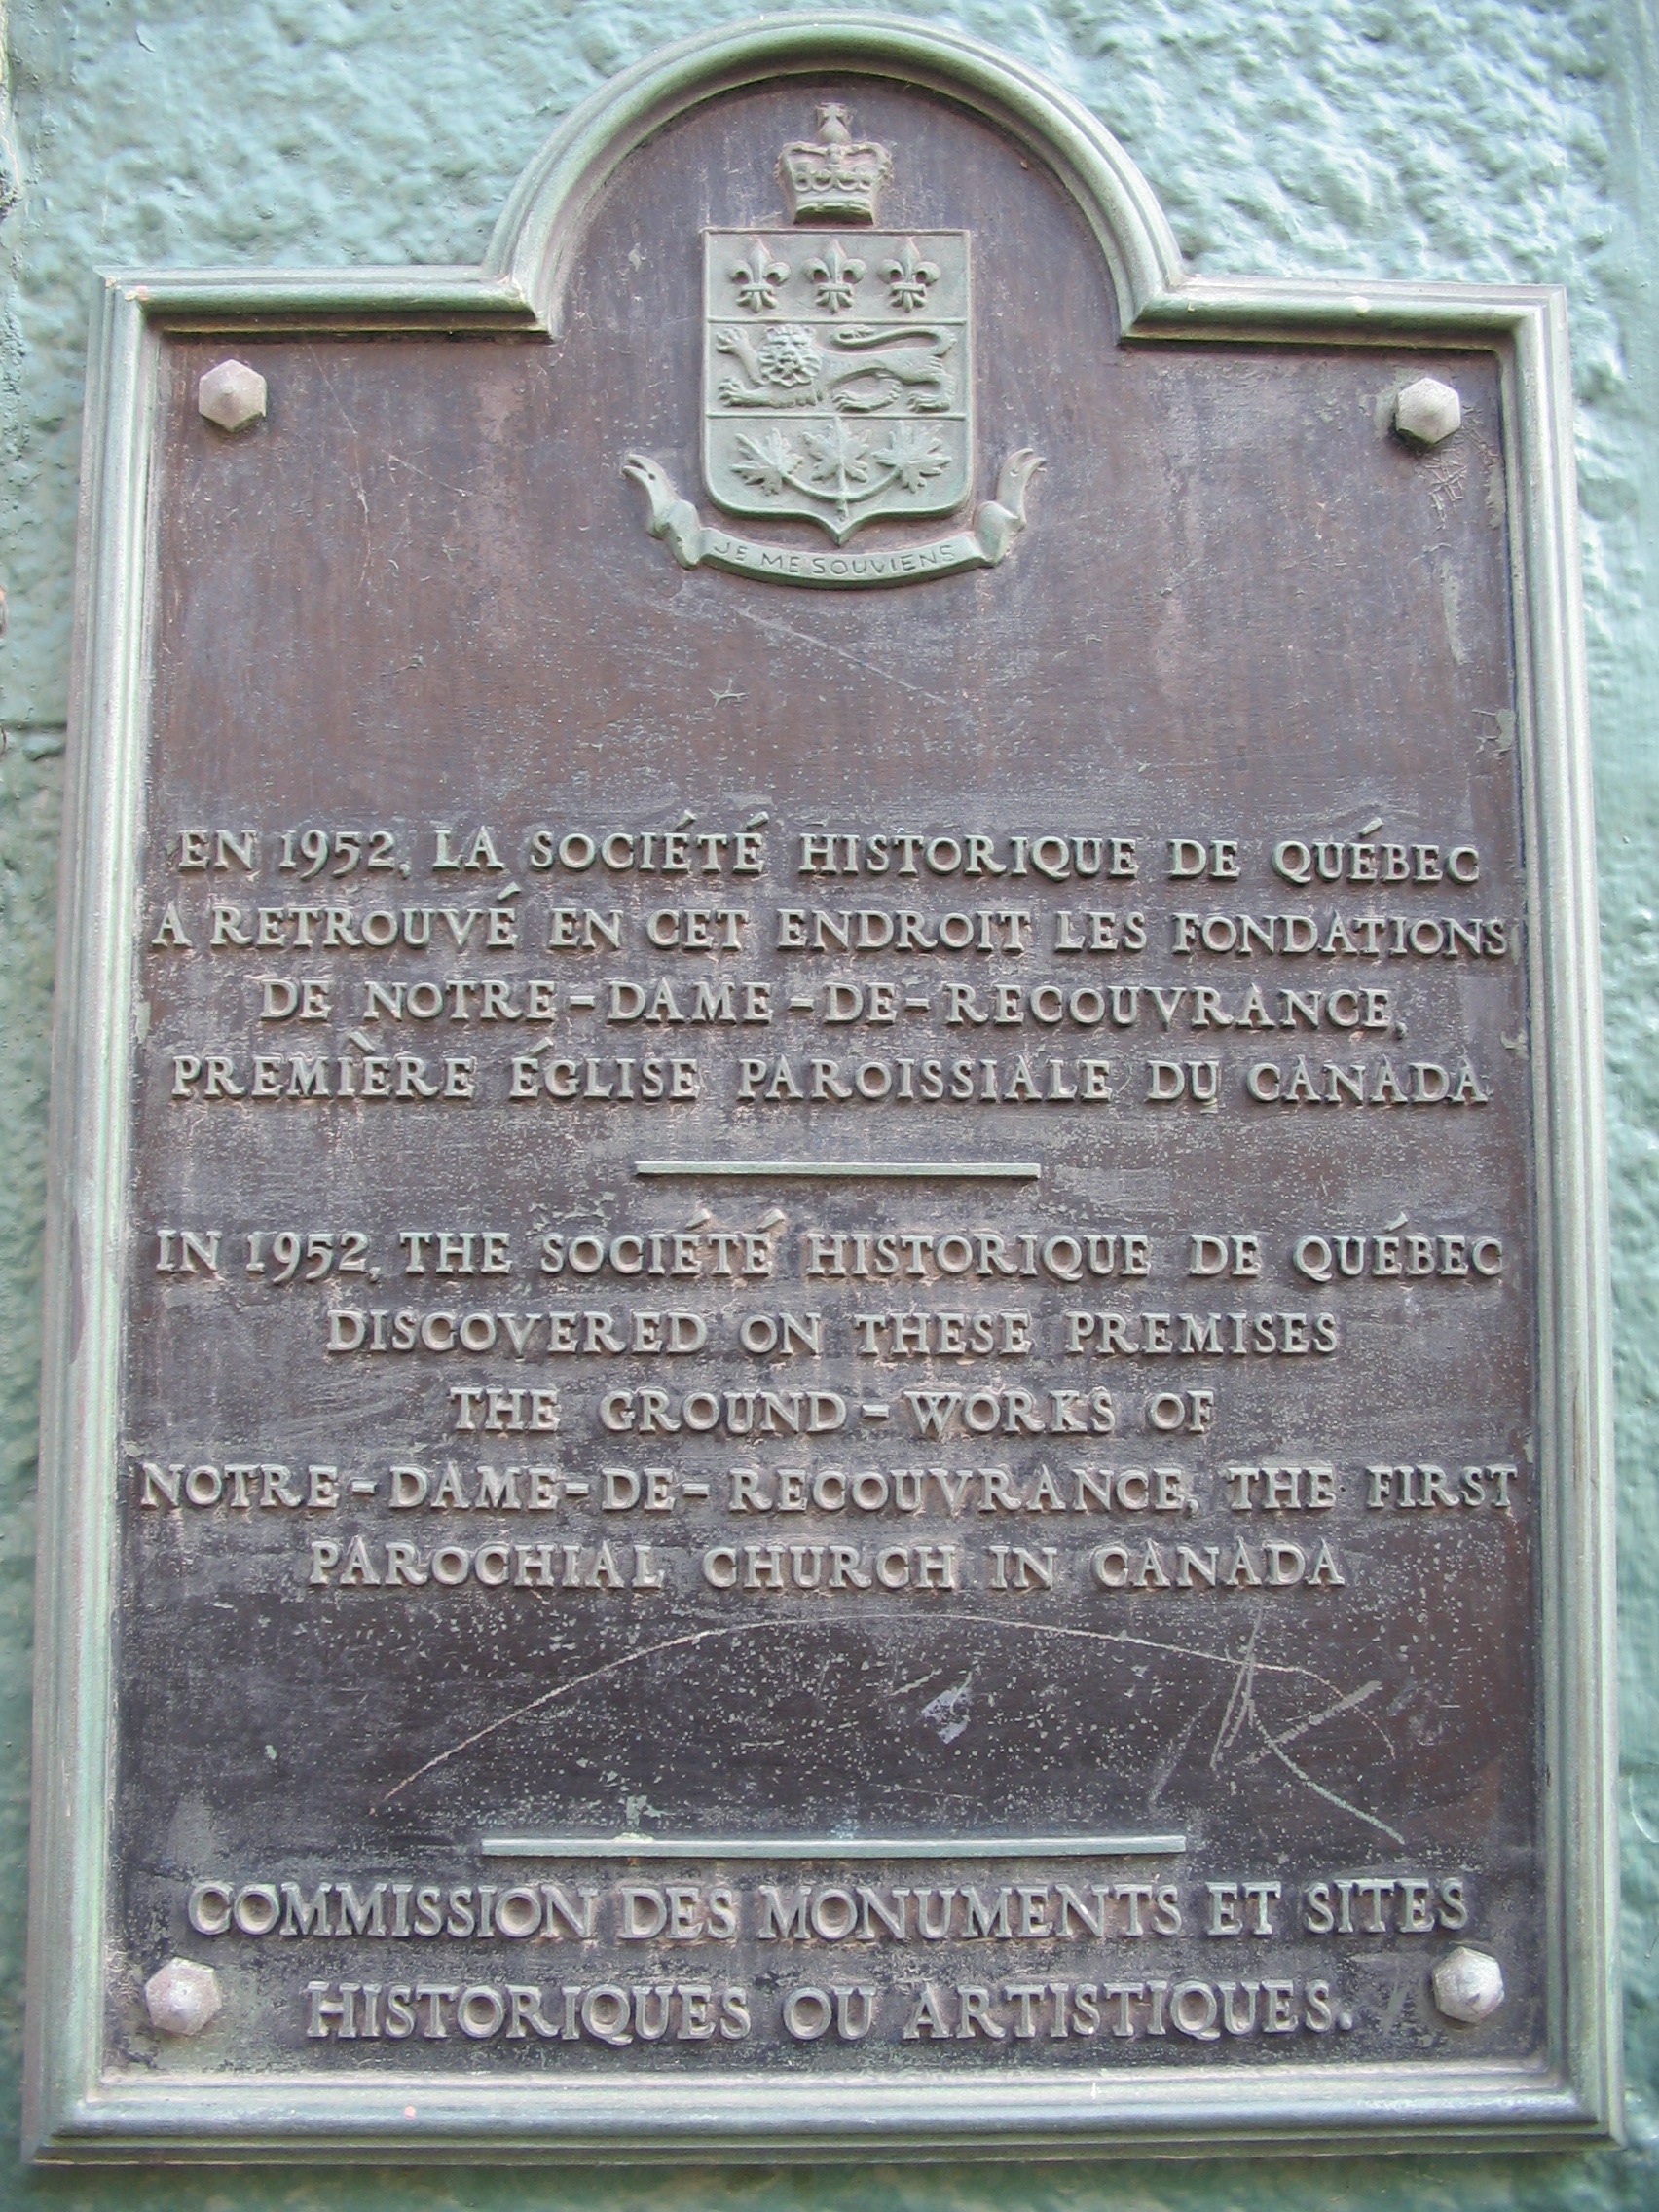 JE ME SOUVIENS
EN 1952, LA SOCIÉTÉ HISTORIQUE DE QUÉBEC
A RETROUVÉ EN CET ENDROIT LES FONDATIONS
DE NOTRE-DAME-DE-RECOUVRANCE,
PREMIÈRE ÉGLISE PAROISSIALE DU CANADA
IN 1952, THE SOCIÉTÉ HISTORIQUE DE QUÉBEC
DISCOVERED ON THESE PREMISES
THE GROUND-WORKS OF
NOTRE-DAME-DE-RECOUVRANCE, THE FIRST
PAROCHIAL CHURCH IN CANADA
COMMISSION DES MONUMENTS ET SITES
HISTORIQUES OU ARTISTIQUES.